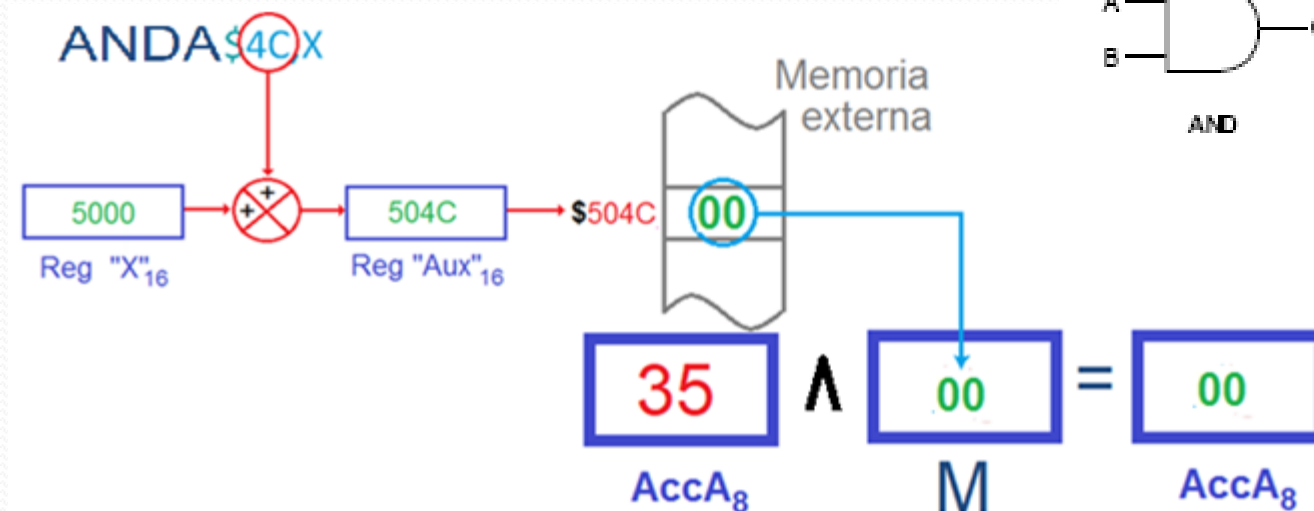 ANDA$4C,X
A
B
AND
Memoria
externa
5000
+
+
504C
$504C
00
Reg "X"16
Reg "Aux"16
35
Λ
00
=
00
AccA8
M
AccA8